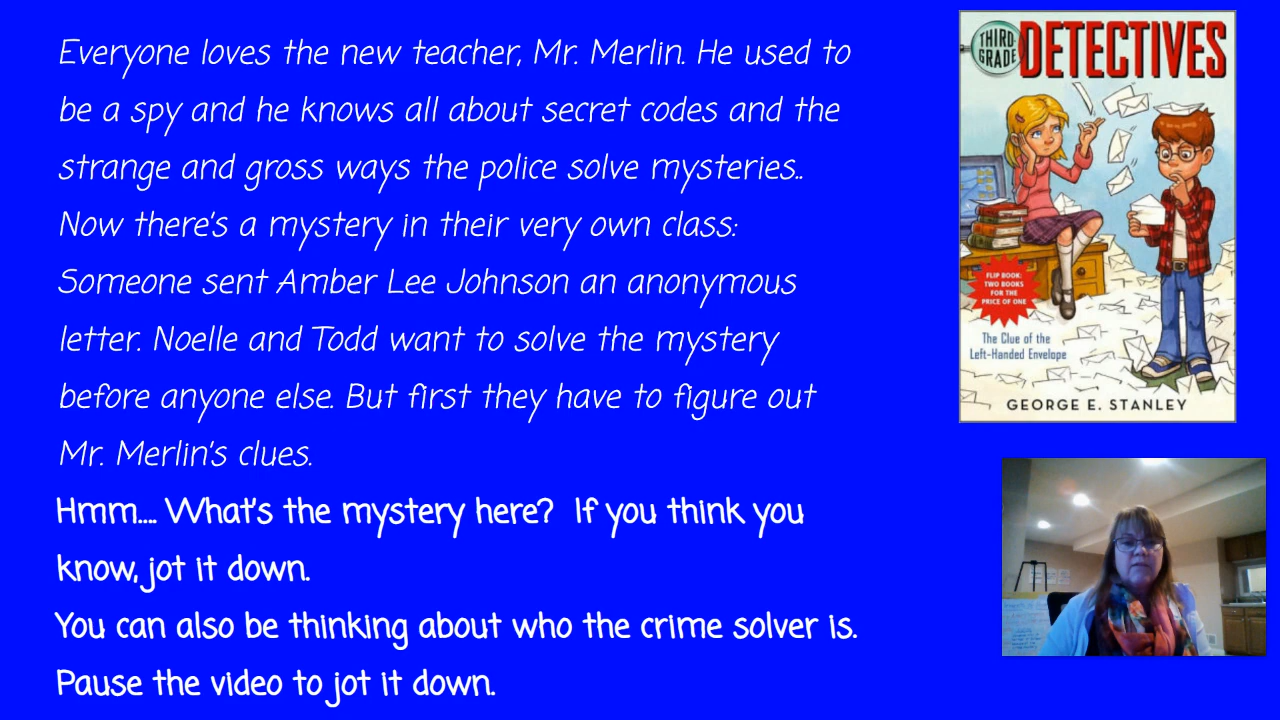 Everyone loves the new teacher, Mr. Merlin. He used to
be a spy and he knows all about secret codes and the
strange and gross ways the police solve mysteries..
Now there's a mystery in their very own class:
Someone sent Amber Lee Johnson an anonymous
letter. Noelle and Todd want to solve the mystery
before anyone else. But first they have to figure out
Mr. Merlin's clues.
Hmm.... What's the mystery here? If you think you
know, jot it down.
You can also be thinking about who the crime solver is.
Pause the video to jot it down.
THIRD-
GRADE
DETECTIVES
FLIP BOOK:
TWO BOOKS
FOR THE
PRICE OF ONE
The Clue of the
Left-Handed Envelope
GEORGE E. STANLEY